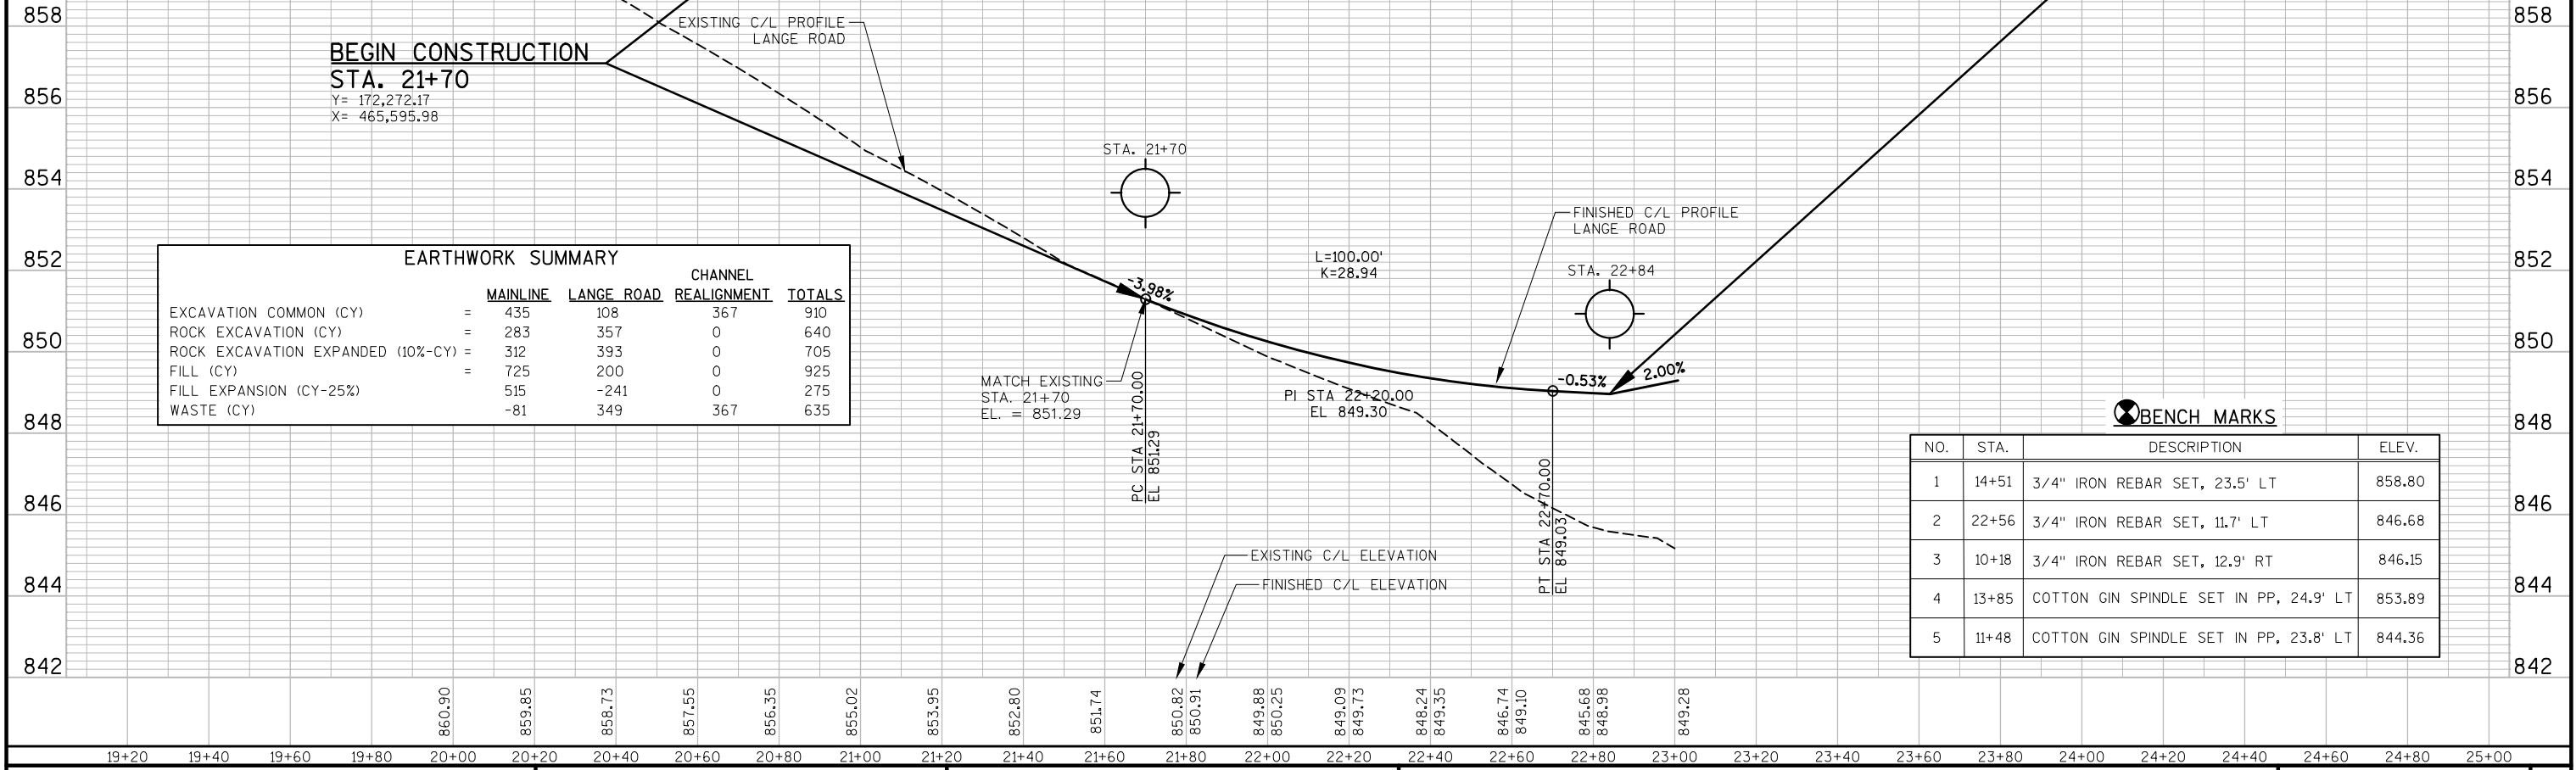 858
858
EXISTING C/L PROFILE
LANGE ROAD
BEGIN CONSTRUCTION
STA. 21+70
Y= 172,272.17
X= 465,595.98
856
856
STA. 21+70
854
854
FINISHED C/L PROFILE
LANGE ROAD
852
852
L=100.00'
K=28.94
STA. 22+84
EARTHWORK SUMMARY
CHANNEL
MAINLINE LANGE ROAD REALIGNMENT TOTALS
EXCAVATION COMMON (CY) = 435 108 367 910
ROCK EXCAVATION (CY) = 283 357 0 640
ROCK EXCAVATION EXPANDED (10%-CY) = 312 393 0 705
FILL (CY) = 725 200 0 925
FILL EXPANSION (CY-25%) 515 -241 0 275
WASTE (CY) -81 349 367 635
-3.98%
850
850
MATCH EXISTING
STA. 21+70
EL. = 851.29
PC STA 21+70.00
EL 851.29
PI STA 22+20.00
EL 849.30
-0.53%
2.00%
848
848
PT STA 22+70.00
EL 849.03
BENCH MARKS
NO. STA. DESCRIPTION ELEV.
1 14+51 3/4" IRON REBAR SET, 23.5' LT 858.80
2 22+56 3/4" IRON REBAR SET, 11.7' LT 846.68
3 10+18 3/4" IRON REBAR SET, 12.9' RT 846.15
4 13+85 COTTON GIN SPINDLE SET IN PP, 24.9' LT 853.89
5 11+48 COTTON GIN SPINDLE SET IN PP, 23.8' LT 844.36
846
846
EXISTING C/L ELEVATION
FINISHED C/L ELEVATION
844
844
842
842
860.90
859.85
858.73
857.55
856.35
855.02
853.95
852.80
851.74
850.82
850.91
849.88
850.25
849.09
849.73
848.24
849.35
846.74
849.10
845.68
848.98
849.28
19+20 19+40 19+60 19+80 20+00 20+20 20+40 20+60 20+80 21+00 21+20 21+40 21+60 21+80 22+00 22+20 22+40 22+60 22+80 23+00 23+20 23+40 23+60 23+80 24+00 24+20 24+40 24+80 25+00